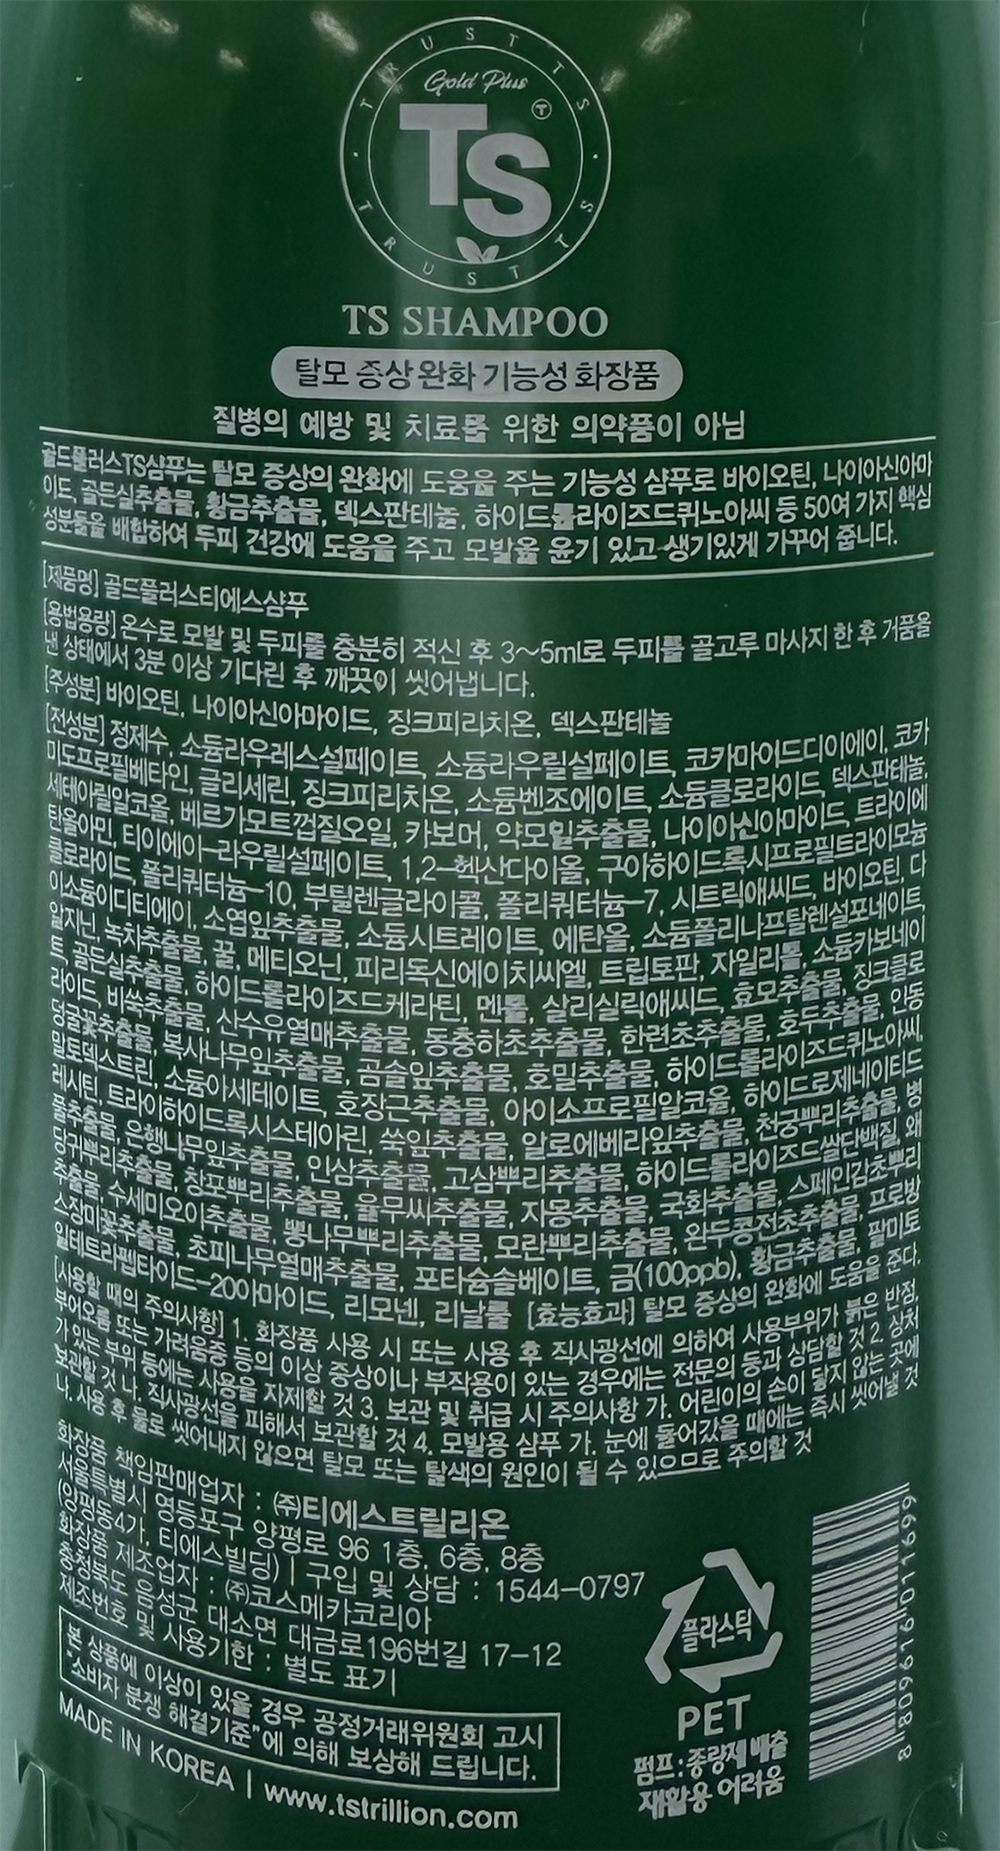 TRUST TS · TRUST TS ·
Gold Plus
TS
TS SHAMPOO
탈모 증상 완화 기능성 화장품
질병의 예방 및 치료를 위한 의약품이 아님
골드플러스TS샴푸는 탈모 증상의 완화에 도움을 주는 기능성 샴푸로 바이오틴, 나이아신아마
이드, 골든실추출물, 황금추출물, 덱스판테놀, 하이드롤라이즈드퀴노아씨 등 50여 가지 핵심
성분들을 배합하여 두피 건강에 도움을 주고 모발을 윤기 있고 생기있게 가꾸어 줍니다.
[제품명] 골드플러스티에스샴푸
[용법용량] 온수로 모발 및 두피를 충분히 적신 후 3~5ml로 두피를 골고루 마사지 한 후 거품을
낸 상태에서 3분 이상 기다린 후 깨끗이 씻어냅니다.
[주성분] 바이오틴, 나이아신아마이드, 징크피리치온, 덱스판테놀
[전성분] 정제수, 소듐라우레스설페이트, 소듐라우릴설페이트, 코카마이드디이에이, 코카
미도프로필베타인, 글리세린, 징크피리치온, 소듐벤조에이트, 소듐클로라이드, 덱스판테놀,
세테아릴알코올, 베르가모트껍질오일, 카보머, 약모밀추출물, 나이아신아마이드, 트라이에
탄올아민, 티이에이-라우릴설페이트, 1,2-헥산다이올, 구아하이드록시프로필트라이모늄
클로라이드, 폴리쿼터늄-10, 부틸렌글라이콜, 폴리쿼터늄-7, 시트릭애씨드, 바이오틴, 다
이소듐이디티에이, 소엽잎추출물, 소듐시트레이트, 에탄올, 소듐폴리나프탈렌설포네이트,
알지닌, 녹차추출물, 꿀, 메티오닌, 피리독신에이치씨엘, 트립토판, 자일리톨, 소듐카보네이
트, 골든실추출물, 하이드롤라이즈드케라틴, 멘톨, 살리실릭애씨드, 효모추출물, 징크클로
라이드, 비쑥추출물, 산수유열매추출물, 동충하초추출물, 한련초추출물, 호두추출물, 인동
덩굴꽃추출물, 복사나무잎추출물, 곰솔잎추출물, 호밀추출물, 하이드롤라이즈드퀴노아씨,
말토덱스트린, 소듐아세테이트, 호장근추출물, 아이소프로필알코올, 하이드로제네이티드
레시틴, 트라이하이드록시스테아린, 쑥잎추출물, 알로에베라잎추출물, 천궁뿌리추출물, 병
풀추출물, 은행나무잎추출물, 인삼추출물, 고삼뿌리추출물, 하이드롤라이즈드쌀단백질, 왜
당귀뿌리추출물, 창포뿌리추출물, 율무씨추출물, 자몽추출물, 국화추출물, 스페인감초뿌리
추출물, 수세미오이추출물, 뽕나무뿌리추출물, 모란뿌리추출물, 완두콩전초추출물, 프로방
스장미꽃추출물, 초피나무열매추출물, 포타슘솔베이트, 금(100ppb), 황금추출물, 팔미토
일테트라펩타이드-20아마이드, 리모넨, 리날룰 [효능효과] 탈모 증상의 완화에 도움을 준다.
[사용할 때의 주의사항] 1. 화장품 사용 시 또는 사용 후 직사광선에 의하여 사용부위가 붉은 반점,
부어오름 또는 가려움증 등의 이상 증상이나 부작용이 있는 경우에는 전문의 등과 상담할 것 2. 상처
가 있는 부위 등에는 사용을 자제할 것 3. 보관 및 취급 시 주의사항 가. 어린이의 손이 닿지 않는 곳에
보관할 것 나. 직사광선을 피해서 보관할 것 4. 모발용 샴푸 가. 눈에 들어갔을 때에는 즉시 씻어낼 것
나. 사용 후 물로 씻어내지 않으면 탈모 또는 탈색의 원인이 될 수 있으므로 주의할 것
화장품 책임판매업자 : ㈜티에스트릴리온
서울특별시 영등포구 양평로 96 1층, 6층, 8층
(양평동4가, 티에스빌딩) | 구입 및 상담 : 1544-0797
화장품 제조업자 : ㈜코스메카코리아
충청북도 음성군 대소면 대금로196번길 17-12
제조번호 및 사용기한 : 별도 표기
본 상품에 이상이 있을 경우 공정거래위원회 고시
"소비자 분쟁 해결기준"에 의해 보상해 드립니다.
MADE IN KOREA | www.tstrillion.com
플라스틱
PET
펌프:종량제 배출
재활용 어려움
8 809616 011699